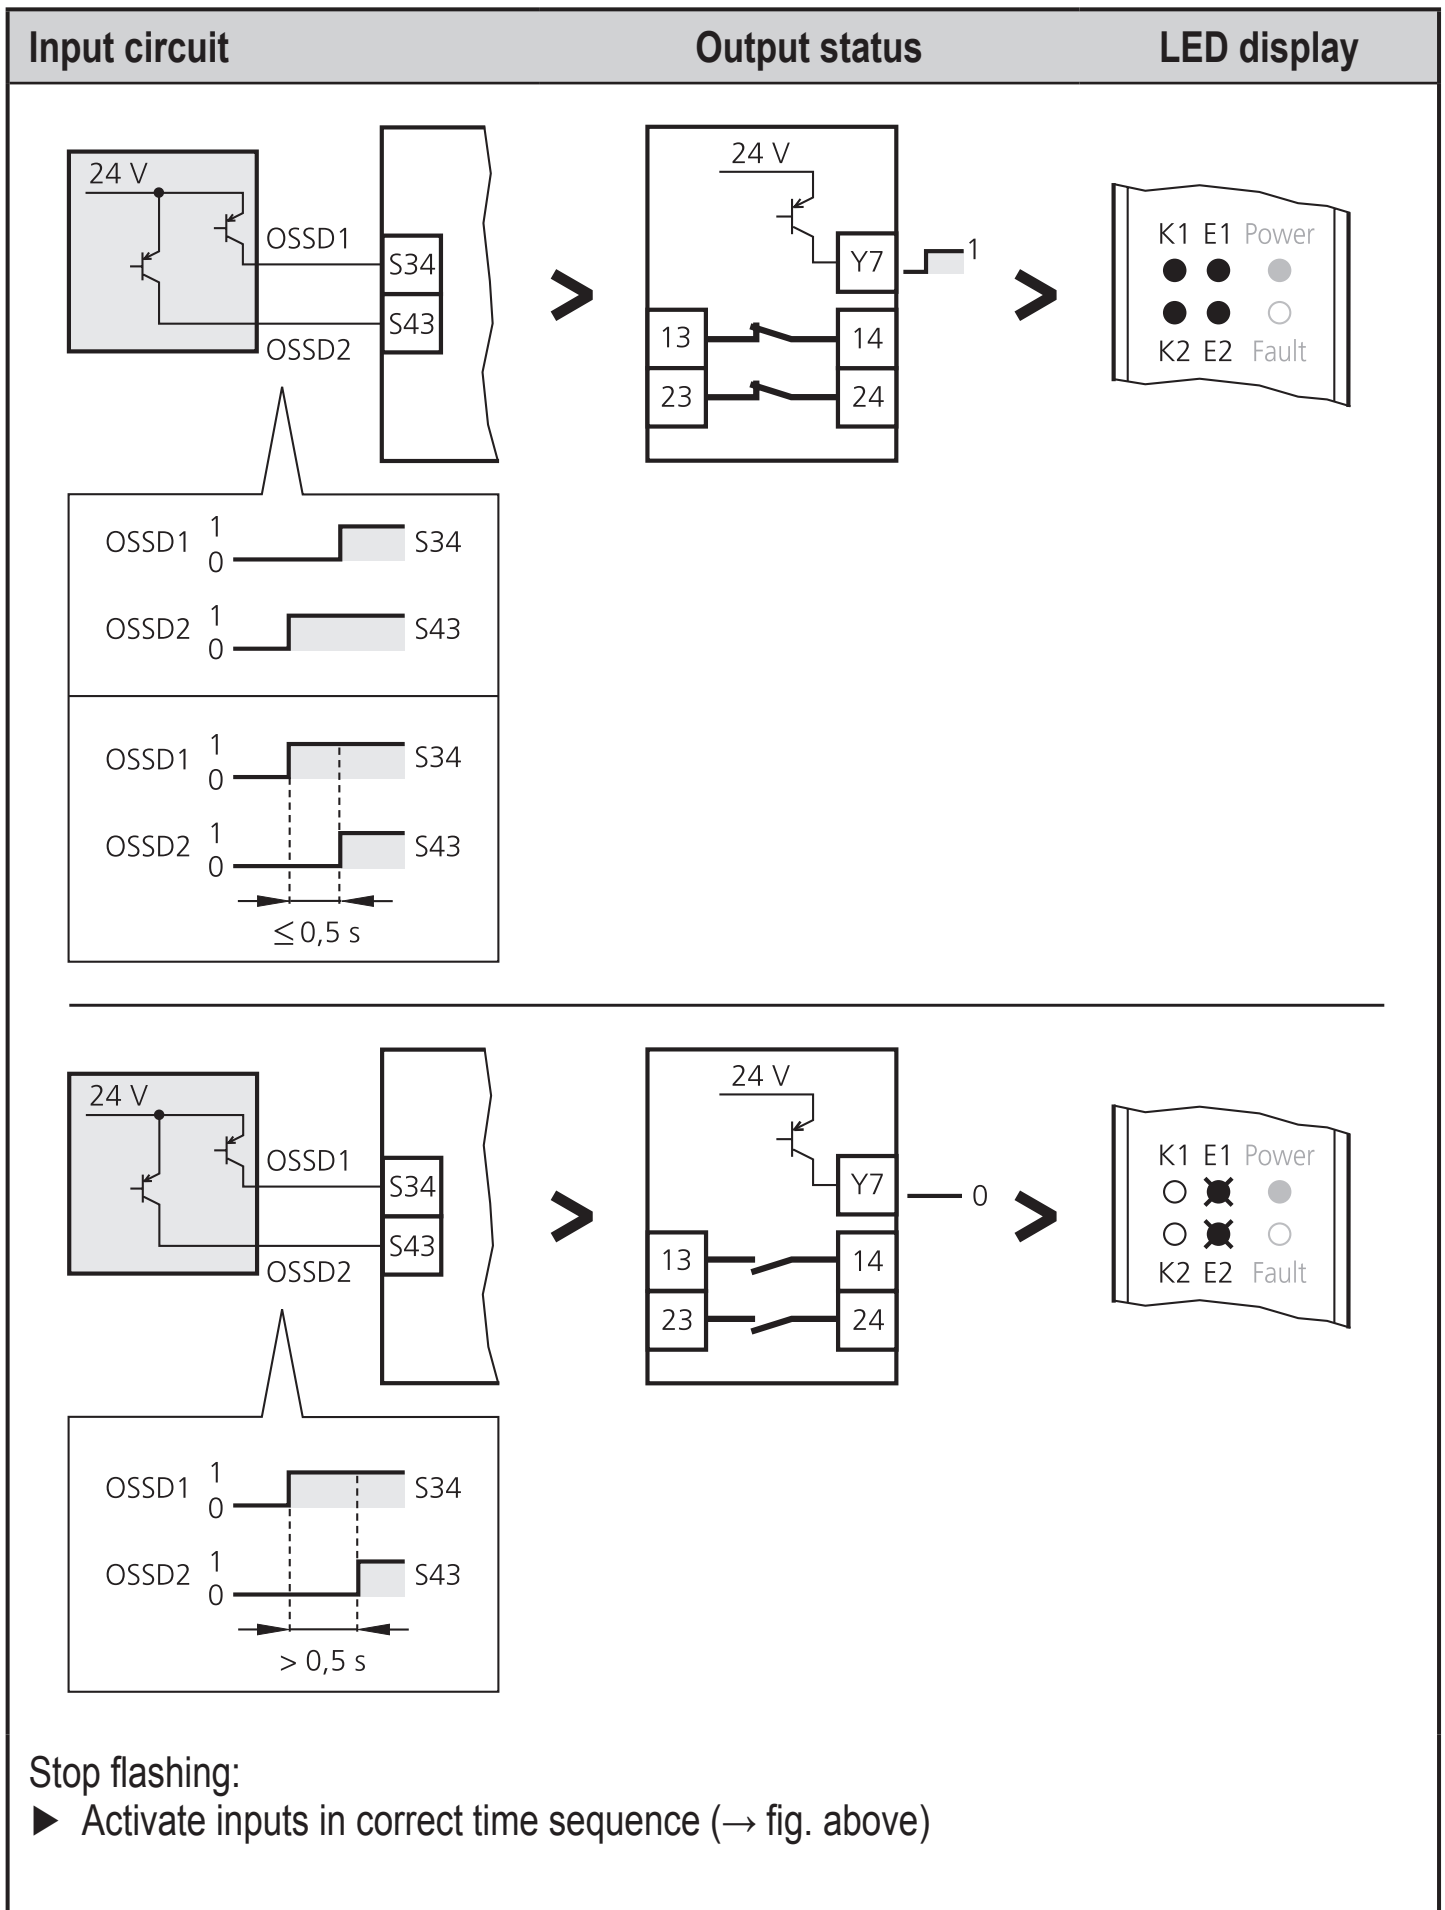 Input circuit Output status LED display
24 V
OSSD1
S34
S43
OSSD2
24 V
Y7
1
13 14
23 24
K1 E1 Power
K2 E2 Fault
OSSD1 1 0 S34
OSSD2 1 0 S43
OSSD1 1 0 S34
OSSD2 1 0 S43
≤ 0,5 s
24 V
OSSD1
S34
S43
OSSD2
24 V
Y7
0
13 14
23 24
K1 E1 Power
K2 E2 Fault
OSSD1 1 0 S34
OSSD2 1 0 S43
> 0,5 s
Stop flashing:
► Activate inputs in correct time sequence (→ fig. above)